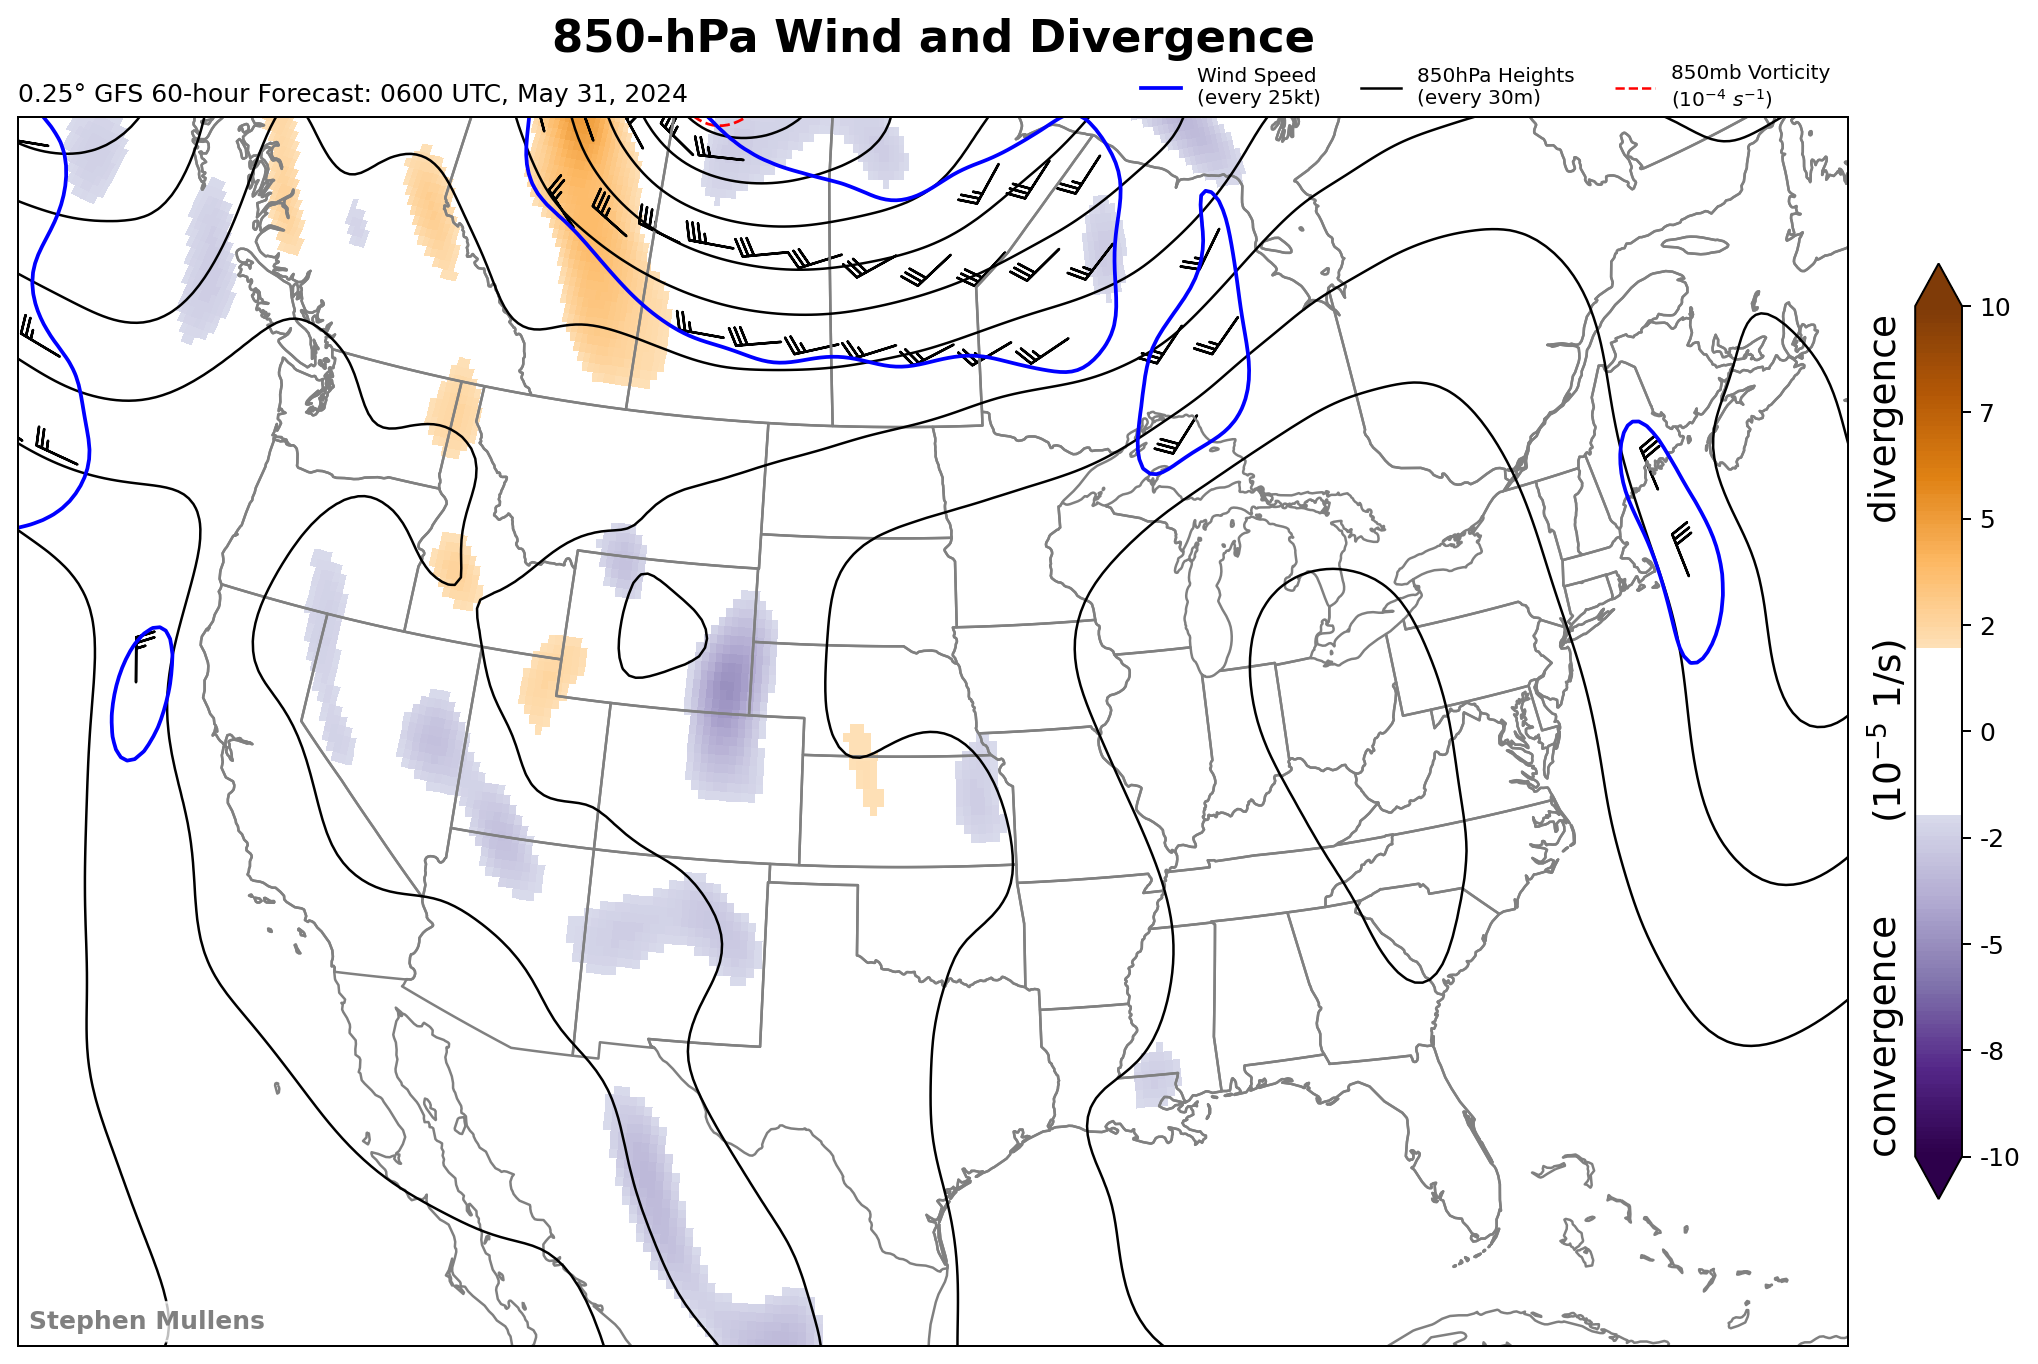 850-hPa Wind and Divergence
0.25° GFS 60-hour Forecast: 0600 UTC, May 31, 2024
Wind Speed
(every 25kt)
850hPa Heights
(every 30m)
850mb Vorticity
(10⁻⁴ s⁻¹)
10
7
5
2
0
-2
-5
-8
-10
convergence (10⁻⁵ 1/s) divergence
Stephen Mullens